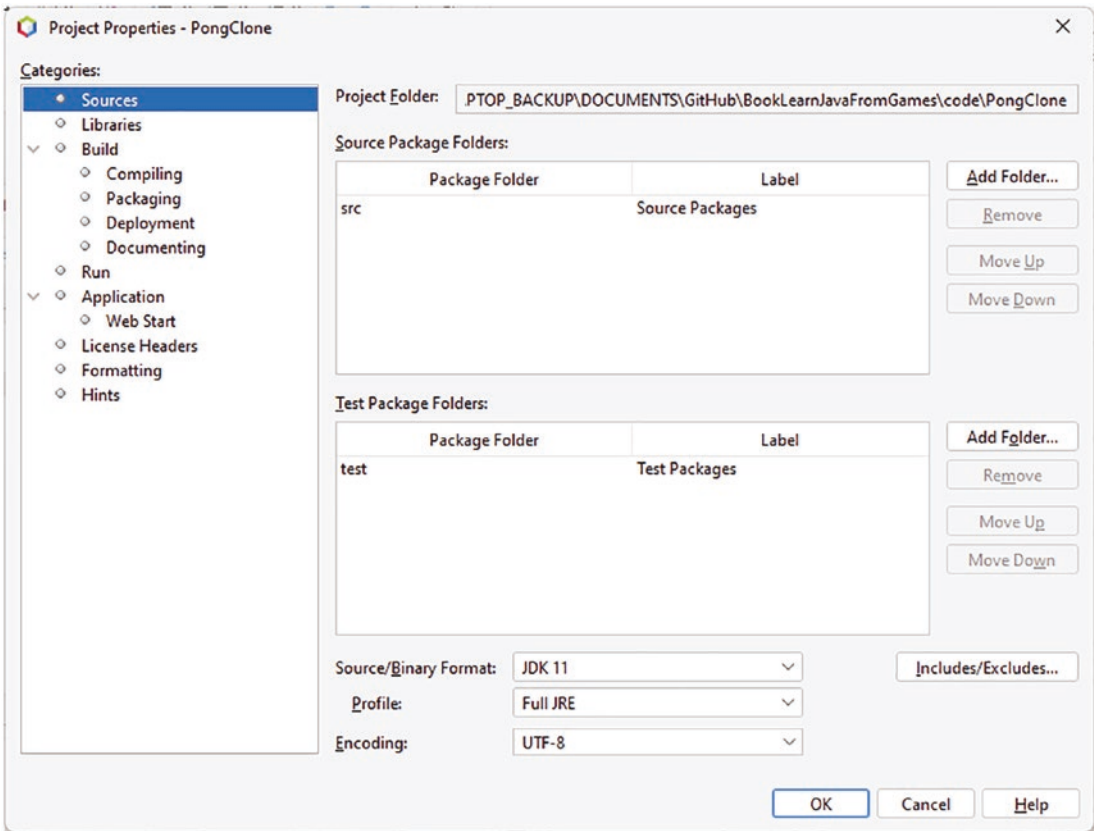 Project Properties - PongClone
Categories:
Sources
Libraries
Build
Compiling
Packaging
Deployment
Documenting
Run
Application
Web Start
License Headers
Formatting
Hints
Project Folder: .PTOP_BACKUP\DOCUMENTS\GitHub\BookLearnJavaFromGames\code\PongClone
Source Package Folders:
Package Folder Label
src Source Packages
Add Folder...
Remove
Move Up
Move Down
Test Package Folders:
Package Folder Label
test Test Packages
Add Folder...
Remove
Move Up
Move Down
Source/Binary Format: JDK 11
Includes/Excludes...
Profile: Full JRE
Encoding: UTF-8
OK Cancel Help